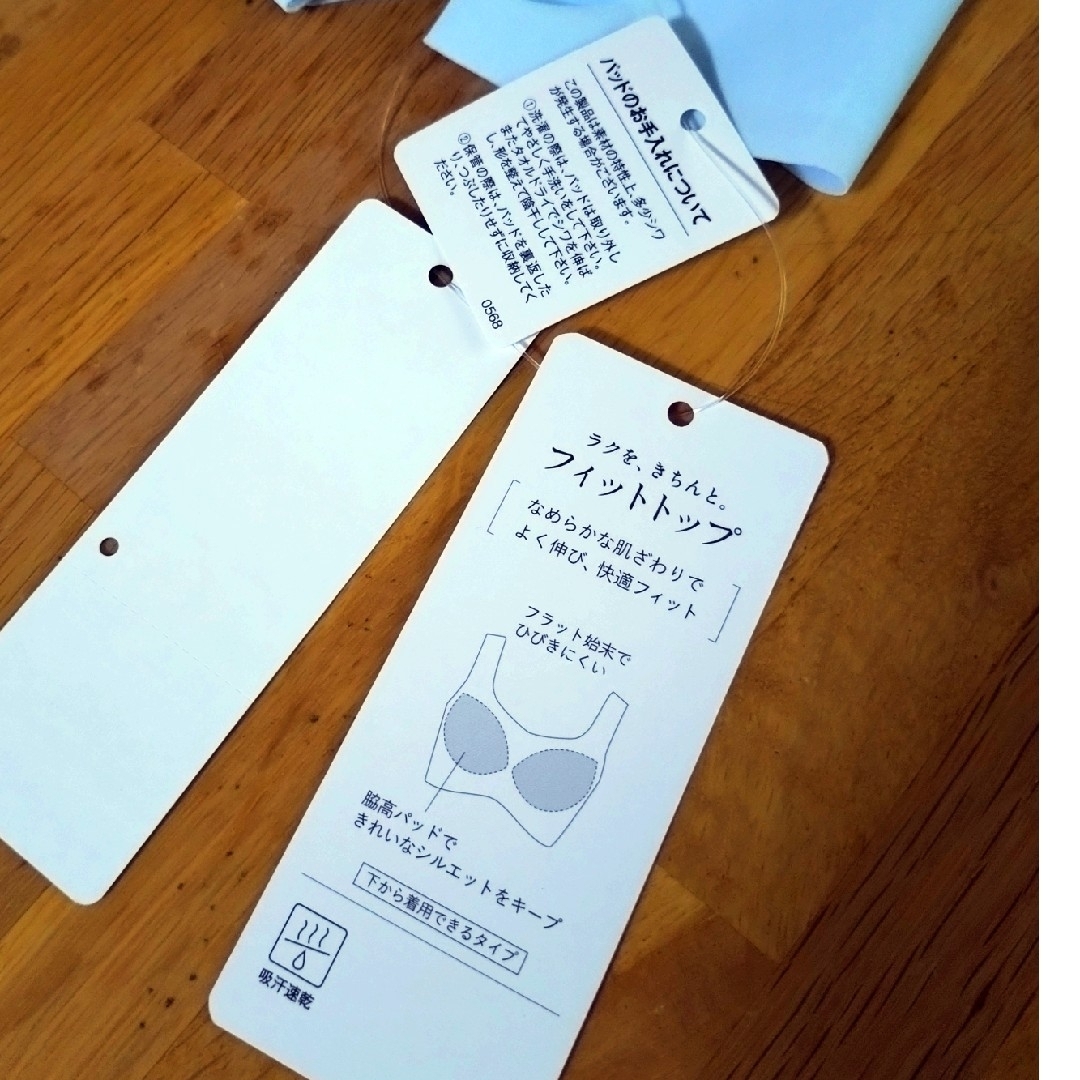 パッドのお手入れについて
この製品は素材の特性上、多少シワ
が発生する場合がございます。
①洗濯の際は、パッドは取り外し
てやさしく手洗いをして下さい。
またタオルドライでシワを伸ば
し、形を整えて陰干しして下さい。
②保管の際は、パッドを裏返した
り、つぶしたりせずに収納してく
ださい。
0568
ラクを、きちんと。
フィットトップ
なめらかな肌ざわりで
よく伸び、快適フィット
フラット始末で
ひびきにくい
脇高パッドで
きれいなシルエットをキープ
下から着用できるタイプ
吸汗速乾